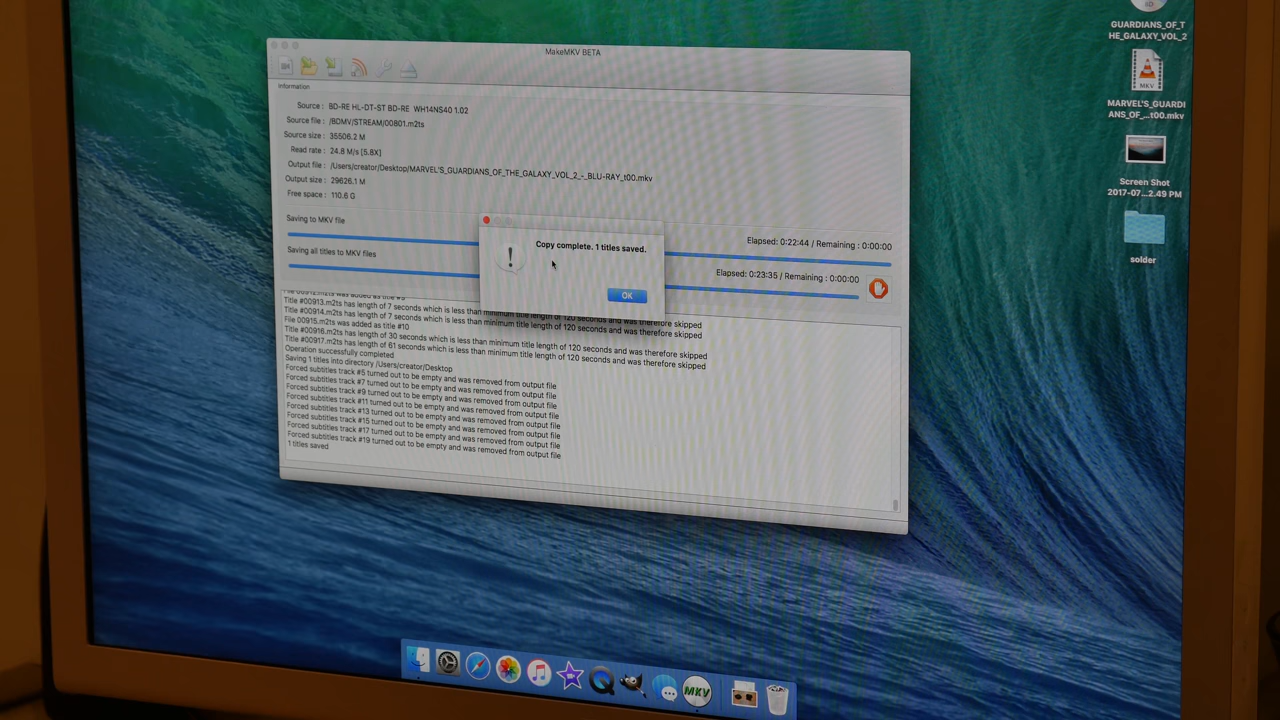 MakeMKV BETA
Information
Source : BD-RE HL-DT-ST BD-RE WH14NS40 1.02
Source file : /BDMV/STREAM/00801.m2ts
Source size : 35506.2 M
Read rate : 24.8 M/s [5.8X]
Output file : /Users/creator/Desktop/MARVEL'S_GUARDIANS_OF_THE_GALAXY_VOL_2_-_BLU-RAY_t00.mkv
Output size : 29626.1 M
Free space : 110.6 G
Saving to MKV file
Elapsed: 0:22:44 / Remaining : 0:00:00
Saving all titles to MKV files
Elapsed: 0:23:35 / Remaining : 0:00:00
Copy complete. 1 titles saved.
OK
Title #00913.m2ts has length of 7 seconds which is less than minimum title length of 120 seconds and was therefore skipped
Title #00914.m2ts has length of 7 seconds which is less than minimum title length of 120 seconds and was therefore skipped
File 00915.m2ts was added as title #10
Title #00916.m2ts has length of 30 seconds which is less than minimum title length of 120 seconds and was therefore skipped
Title #00917.m2ts has length of 61 seconds which is less than minimum title length of 120 seconds and was therefore skipped
Operation successfully completed
Saving 1 titles into directory /Users/creator/Desktop
Forced subtitles track #5 turned out to be empty and was removed from output file
Forced subtitles track #7 turned out to be empty and was removed from output file
Forced subtitles track #9 turned out to be empty and was removed from output file
Forced subtitles track #11 turned out to be empty and was removed from output file
Forced subtitles track #13 turned out to be empty and was removed from output file
Forced subtitles track #15 turned out to be empty and was removed from output file
Forced subtitles track #17 turned out to be empty and was removed from output file
Forced subtitles track #19 turned out to be empty and was removed from output file
1 titles saved
BD
GUARDIANS_OF_T
HE_GALAXY_VOL_2
MKV
MARVEL'S_GUARDI
ANS_OF_...t00.mkv
Screen Shot
2017-07...2.49 PM
solder
MKV